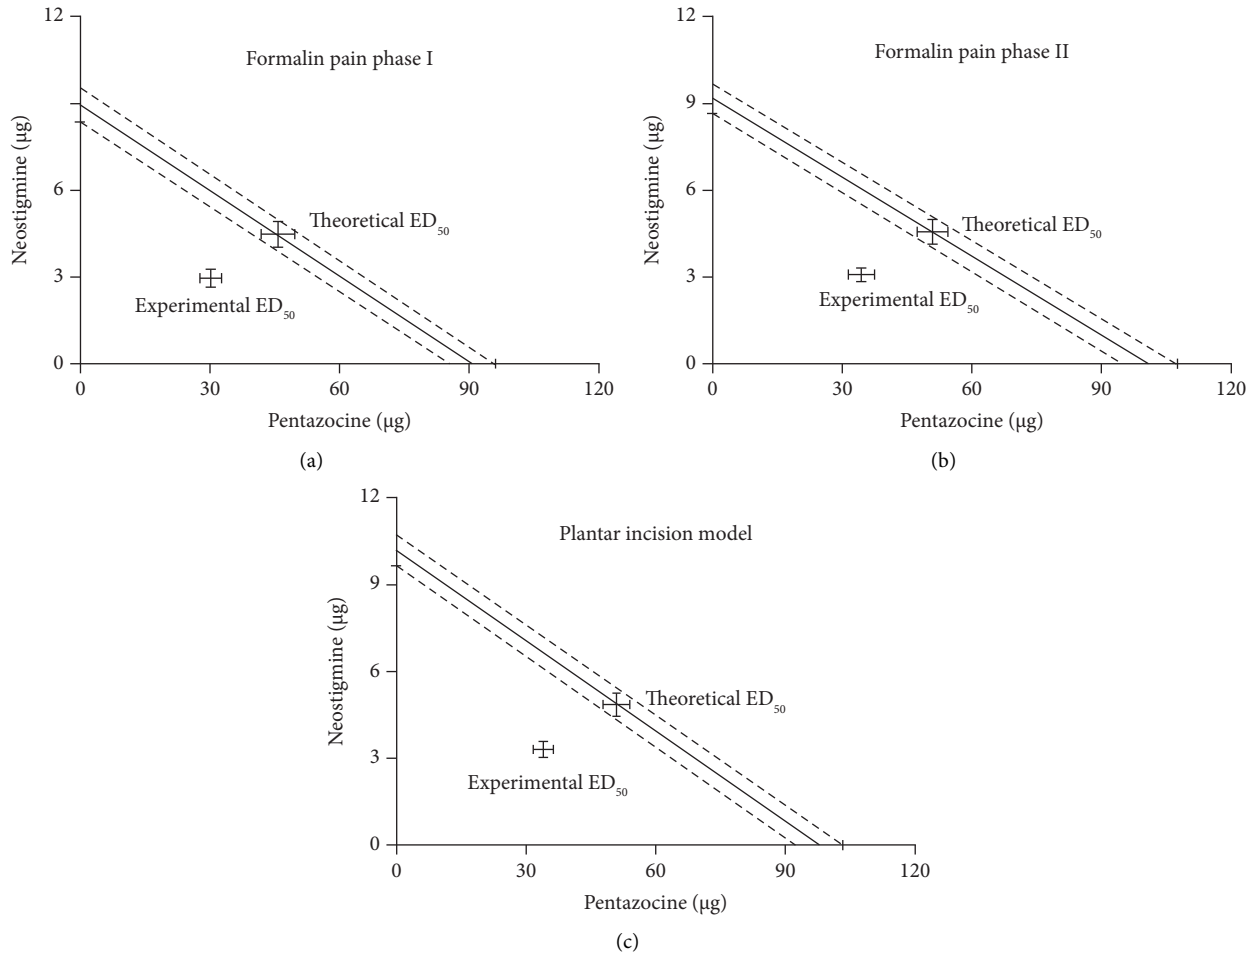 12
Formalin pain phase I
9
6
3
0
Neostigmine (μg)
Theoretical ED50
Experimental ED50
0 30 60 90 120
Pentazocine (μg)
(a)
12
Formalin pain phase II
9
6
3
0
Neostigmine (μg)
Theoretical ED50
Experimental ED50
0 30 60 90 120
Pentazocine (μg)
(b)
12
Plantar incision model
9
6
3
0
Neostigmine (μg)
Theoretical ED50
Experimental ED50
0 30 60 90 120
Pentazocine (μg)
(c)